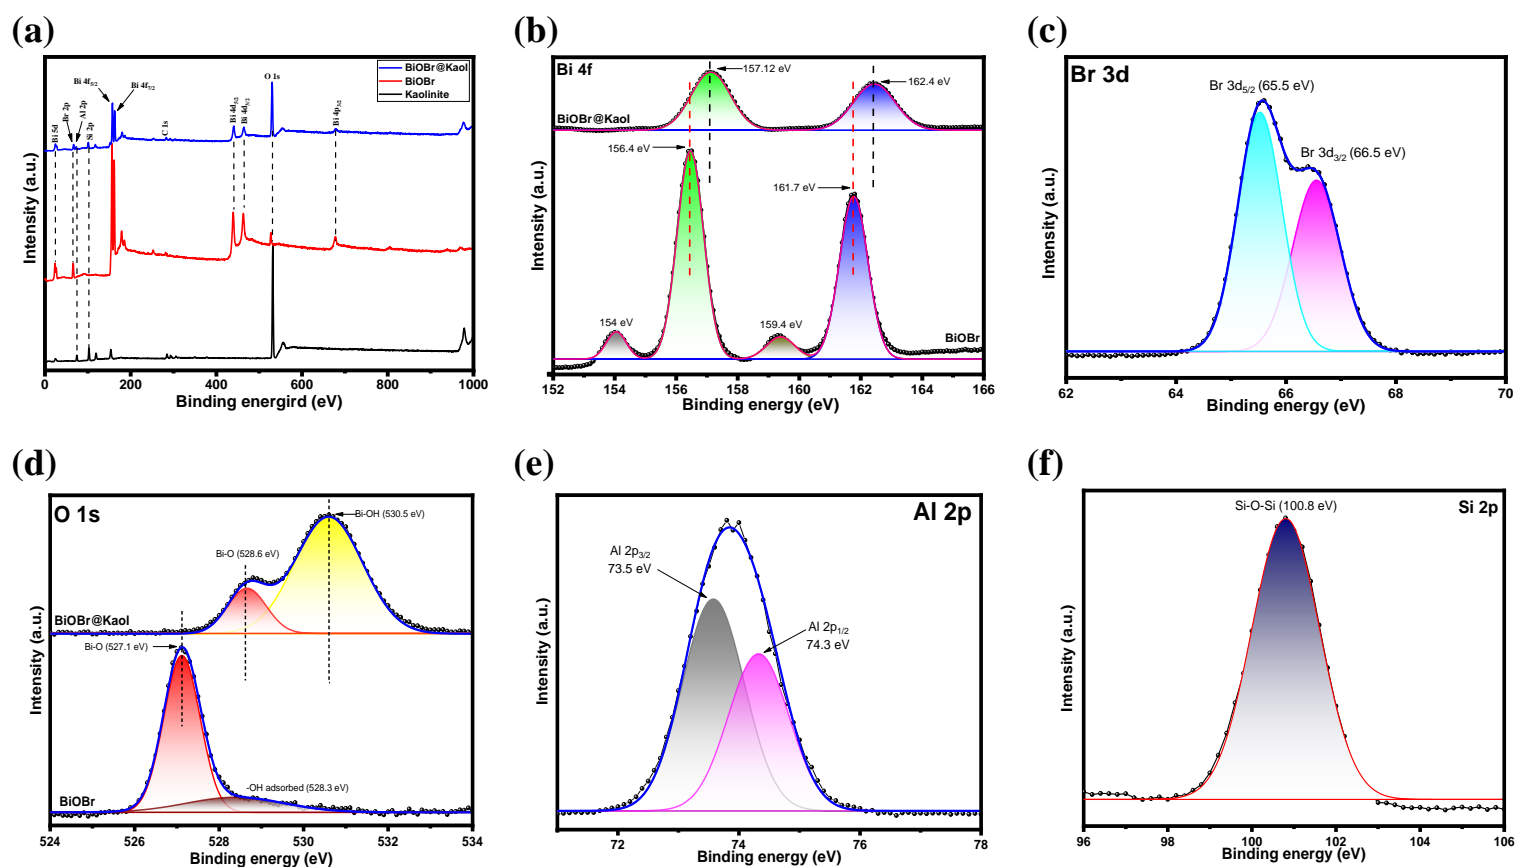 (a)
BiOBr@Kaol
BiOBr
Kaolinite
Bi 5d
Br 2p
Al 2p
Si 2p
Bi 4f5/2
Bi 4f7/2
C 1s
Bi 4d5/2
Bi 4d3/2
O 1s
Bi 4p3/2
Intensity (a.u.)
0 200 400 600 800 1000
Binding energird (eV)
(b)
Bi 4f
157.12 eV
162.4 eV
BiOBr@Kaol
156.4 eV
161.7 eV
154 eV
159.4 eV
BiOBr
Intensity (a.u.)
152 154 156 158 160 162 164 166
Binding energy (eV)
(c)
Br 3d
Br 3d5/2 (65.5 eV)
Br 3d3/2 (66.5 eV)
Intensity (a.u.)
62 64 66 68 70
Binding energy (eV)
(d)
O 1s
Bi-OH (530.5 eV)
Bi-O (528.6 eV)
BiOBr@Kaol
Bi-O (527.1 eV)
-OH adsorbed (528.3 eV)
BiOBr
Intensity (a.u.)
524 526 528 530 532 534
Binding energy (eV)
(e)
Al 2p
Al 2p3/2
73.5 eV
Al 2p1/2
74.3 eV
Intensity (a.u.)
72 73 74 75 76 77 78
Binding energy (eV)
(f)
Si-O-Si (100.8 eV)
Si 2p
Intensity (a.u.)
96 98 100 102 104 106
Binding energy (eV)